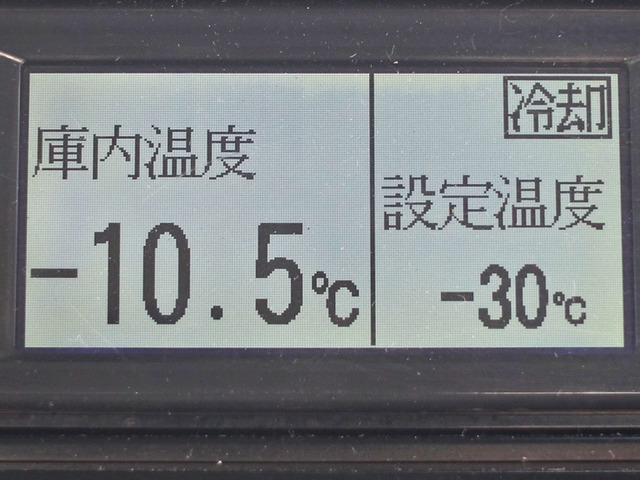 庫内温度
-10.5℃
冷却
設定温度
-30℃